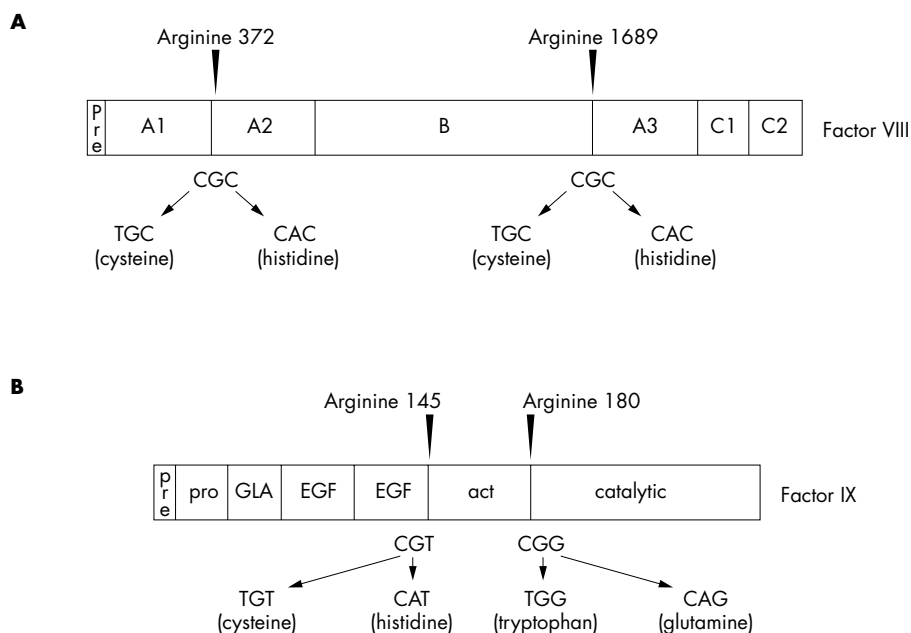 A
Arginine 372 Arginine 1689
Pre A1 A2 B A3 C1 C2 Factor VIII
CGC CGC
TGC CAC TGC CAC
(cysteine) (histidine) (cysteine) (histidine)
B
Arginine 145 Arginine 180
pre pro GLA EGF EGF act catalytic Factor IX
CGT CGG
TGT CAT TGG CAG
(cysteine) (histidine) (tryptophan) (glutamine)